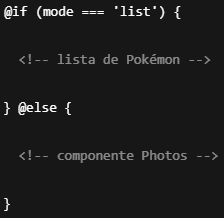 @if (mode === 'list') {
<!-- lista de Pokémon -->
} @else {
<!-- componente Photos -->
}